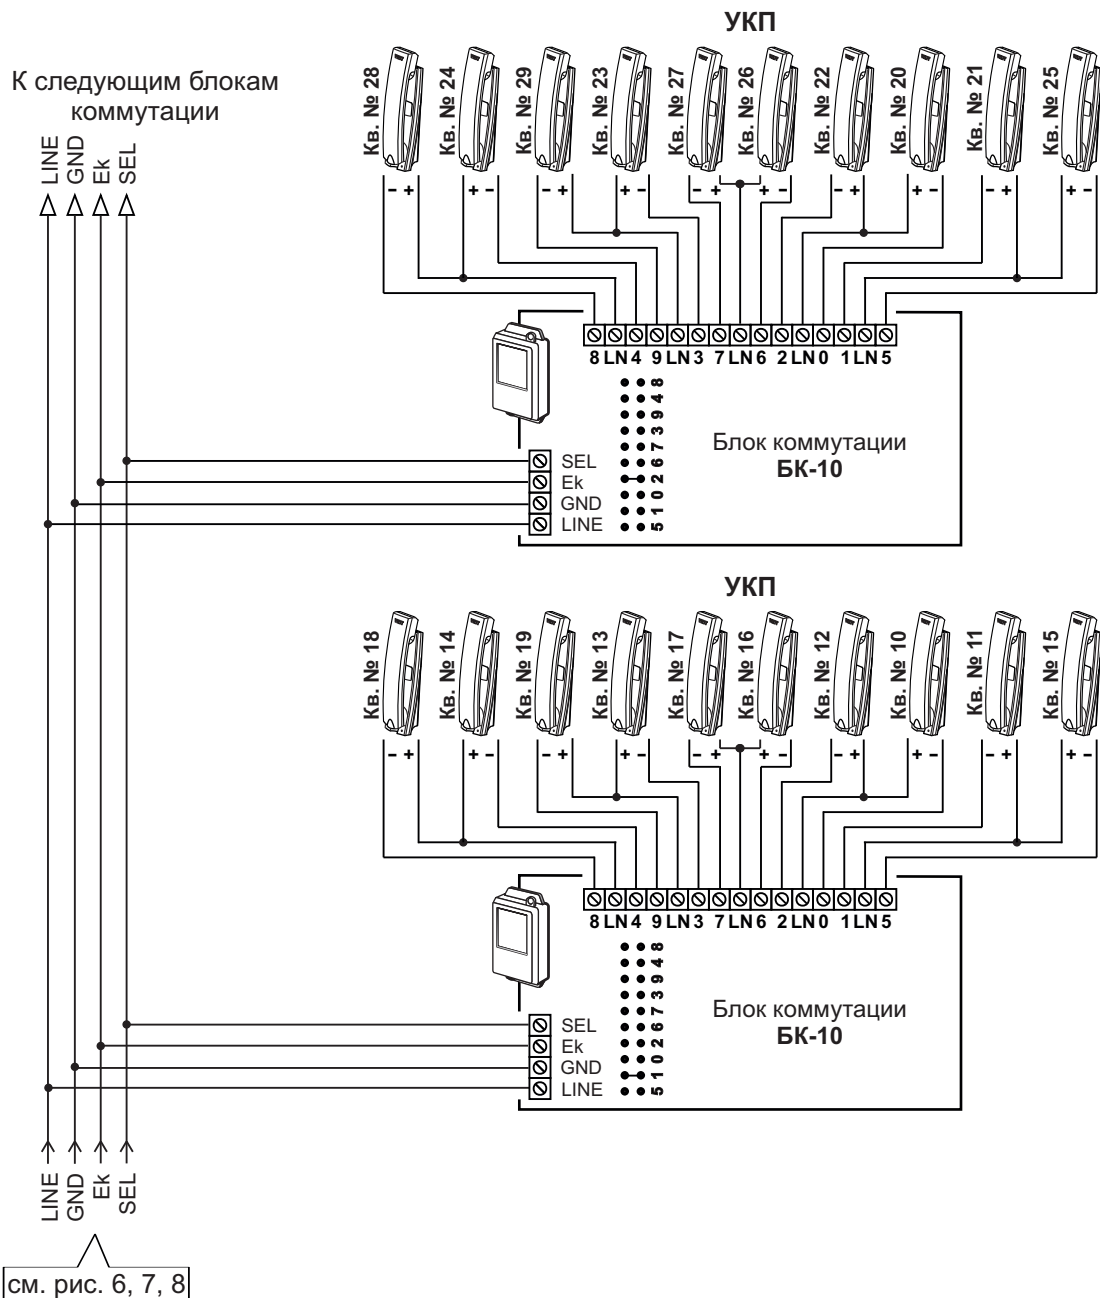 УКП
К следующим блокам
коммутации
LINE
GND
Ek
SEL
Кв. № 28
Кв. № 24
Кв. № 29
Кв. № 23
Кв. № 27
Кв. № 26
Кв. № 22
Кв. № 20
Кв. № 21
Кв. № 25
- + + - - + + - - + + - - + + - - + + -
8 LN 4 9 LN 3 7 LN 6 2 LN 0 1 LN 5
8
4
9
3
7
6
2
0
1
5
Блок коммутации
БК-10
SEL
Ek
GND
LINE
УКП
Кв. № 18
Кв. № 14
Кв. № 19
Кв. № 13
Кв. № 17
Кв. № 16
Кв. № 12
Кв. № 10
Кв. № 11
Кв. № 15
- + + - - + + - - + + - - + + - - + + -
8 LN 4 9 LN 3 7 LN 6 2 LN 0 1 LN 5
8
4
9
3
7
6
2
0
1
5
Блок коммутации
БК-10
SEL
Ek
GND
LINE
LINE
GND
Ek
SEL
см. рис. 6, 7, 8